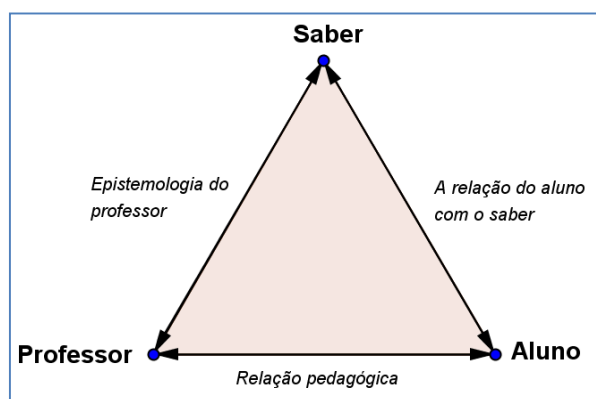 Saber
Epistemologia do
professor
A relação do aluno
com o saber
Professor
Aluno
Relação pedagógica